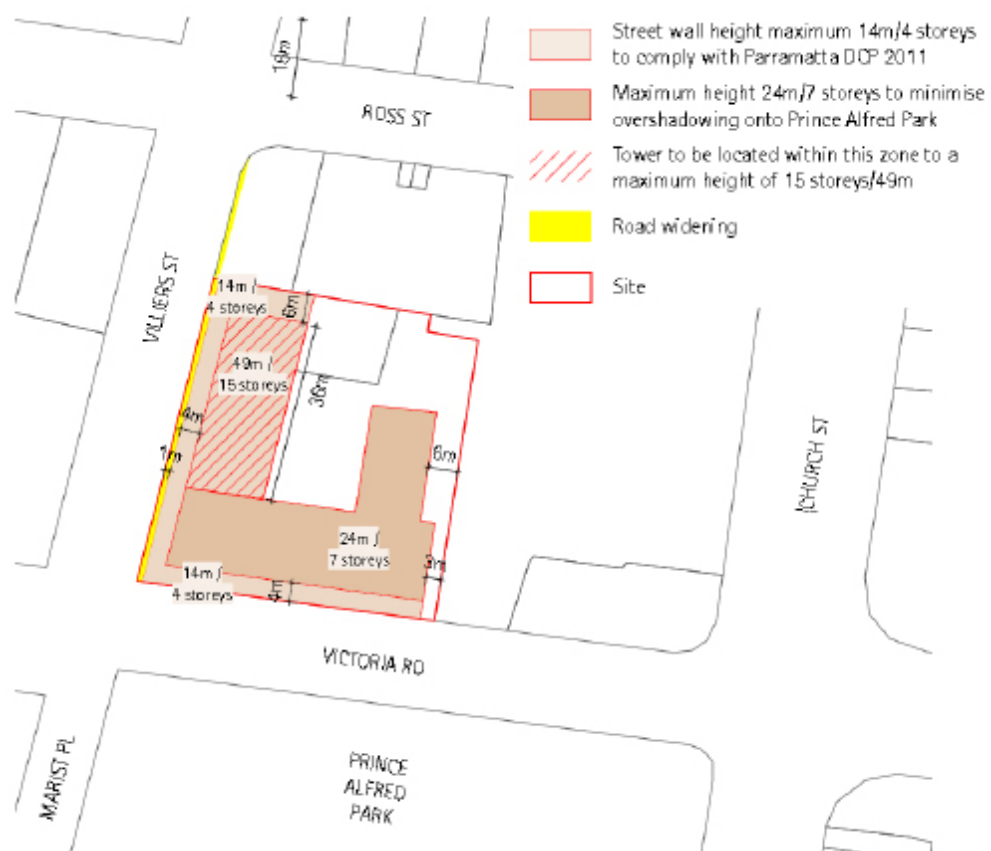 Street wall height maximum 14m/4 storeys
to comply with Parramatta DCP 2011
Maximum height 24m/7 storeys to minimise
overshadowing onto Prince Alfred Park
Tower to be located within this zone to a
maximum height of 15 storeys/49m
Road widening
Site
18m
ROSS ST
VILLIERS ST
14m /
4 storeys
6m
49m /
15 storeys
36m
4m
1m
6m
CHURCH ST
24m /
7 storeys
3m
14m /
4 storeys
4m
VICTORIA RD
MARIST PL
PRINCE
ALFRED
PARK